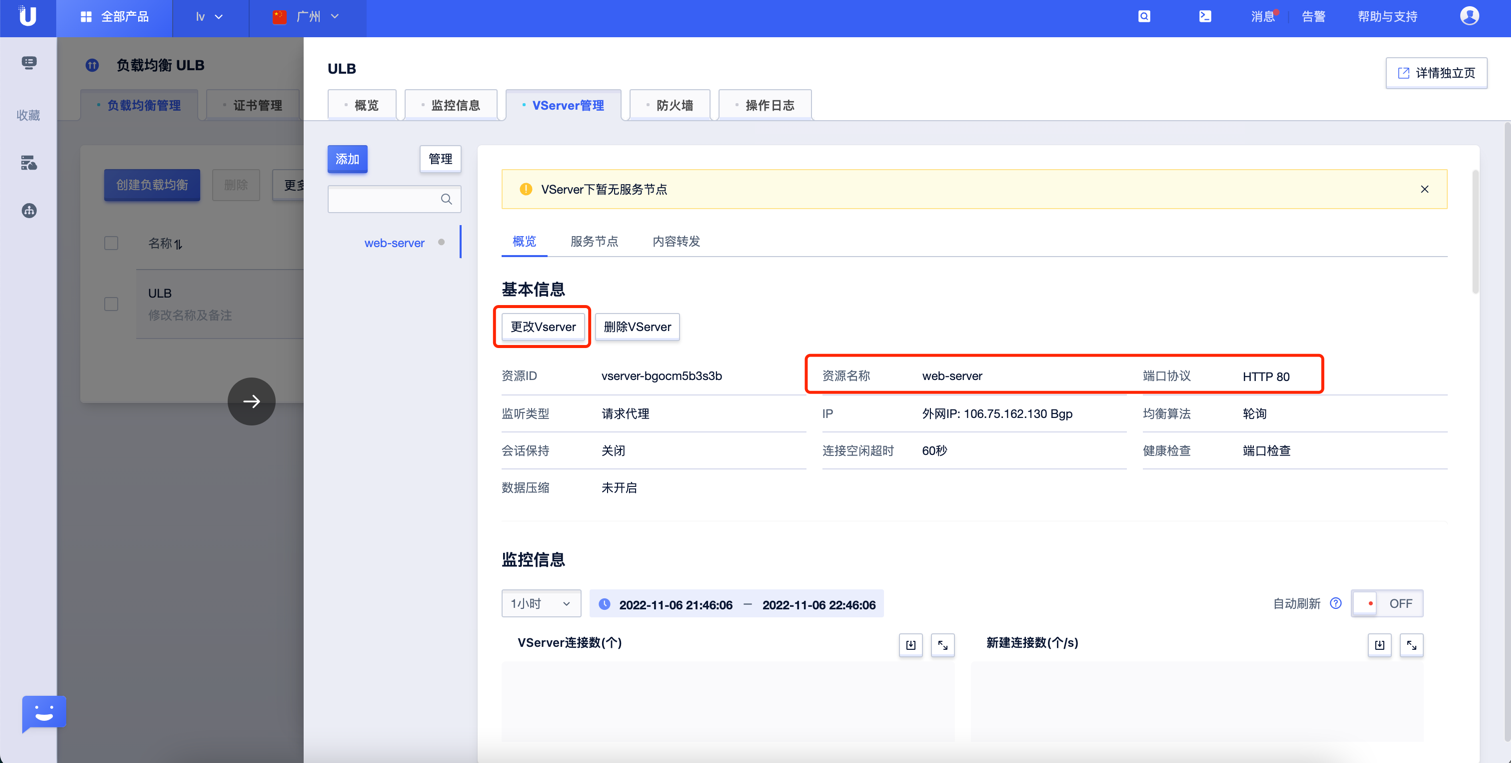 全部产品
lv
广州
消息
告警
帮助与支持
收藏
负载均衡 ULB
负载均衡管理
证书管理
创建负载均衡
删除
更多
名称
ULB
修改名称及备注
ULB
详情独立页
概览
监控信息
VServer管理
防火墙
操作日志
添加
管理
web-server
VServer下暂无服务节点
概览
服务节点
内容转发
基本信息
更改Vserver
删除VServer
资源ID
vserver-bgocm5b3s3b
资源名称
web-server
端口协议
HTTP 80
监听类型
请求代理
IP
外网IP: 106.75.162.130 Bgp
均衡算法
轮询
会话保持
关闭
连接空闲超时
60秒
健康检查
端口检查
数据压缩
未开启
监控信息
1小时
2022-11-06 21:46:06 — 2022-11-06 22:46:06
自动刷新
OFF
VServer连接数(个)
新建连接数(个/s)